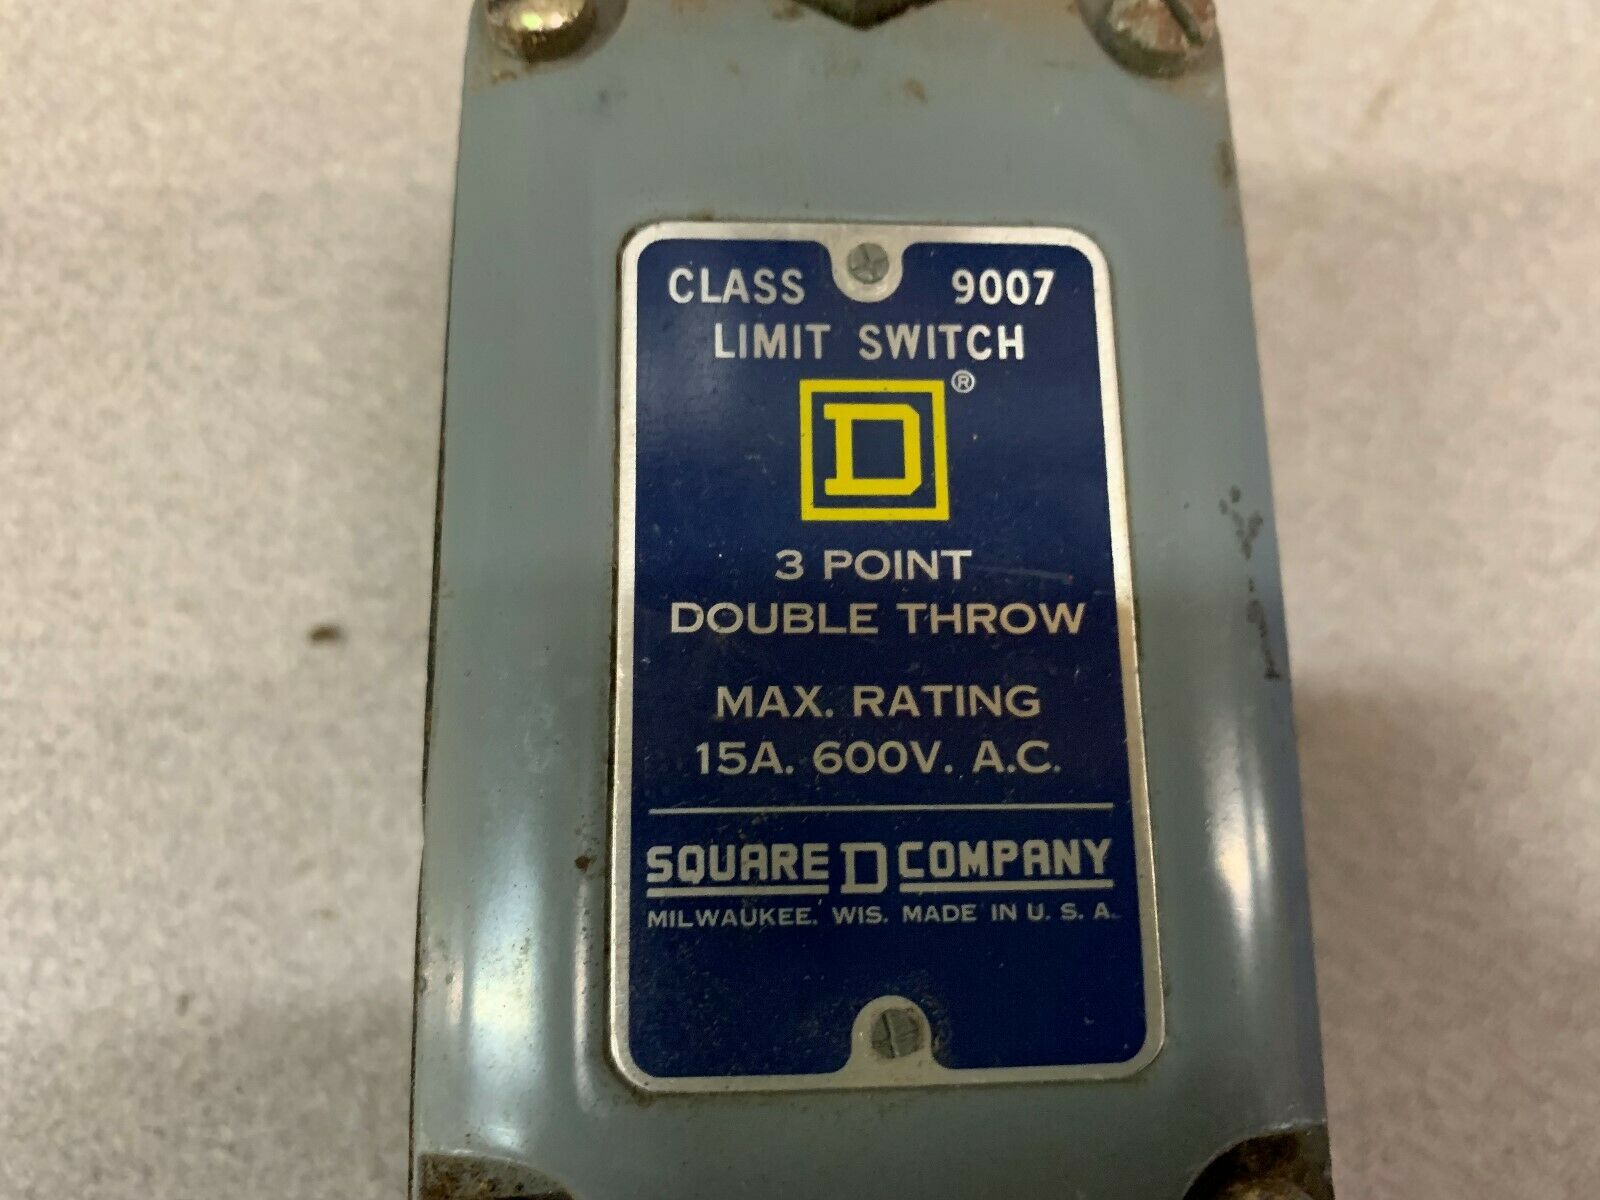 CLASS 9007
LIMIT SWITCH
D ®
3 POINT
DOUBLE THROW
MAX. RATING
15A. 600V. A.C.
SQUARE D COMPANY
MILWAUKEE, WIS. MADE IN U. S. A.